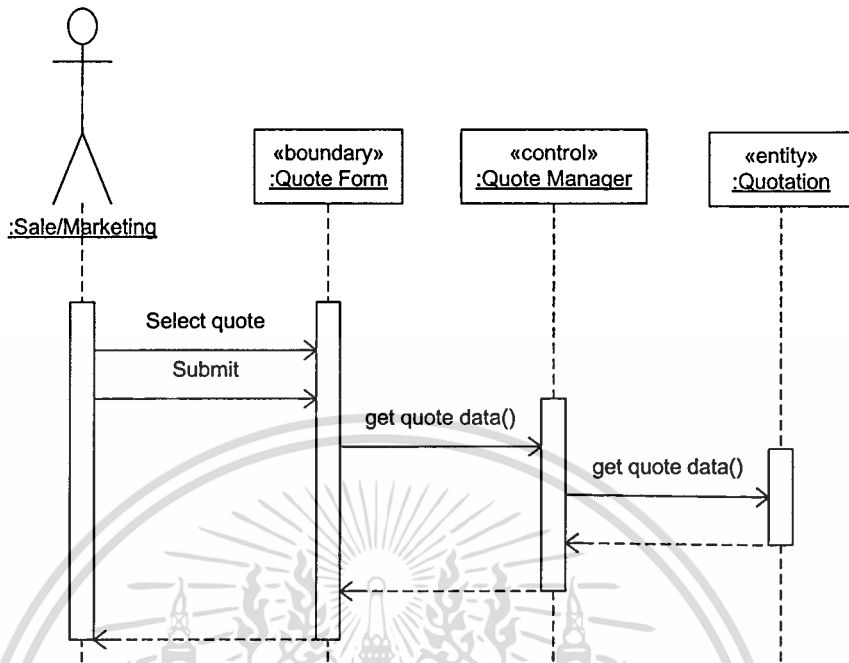 «boundary»
:Quote Form
«control»
:Quote Manager
«entity»
:Quotation
:Sale/Marketing
Select quote
Submit
get quote data()
get quote data()